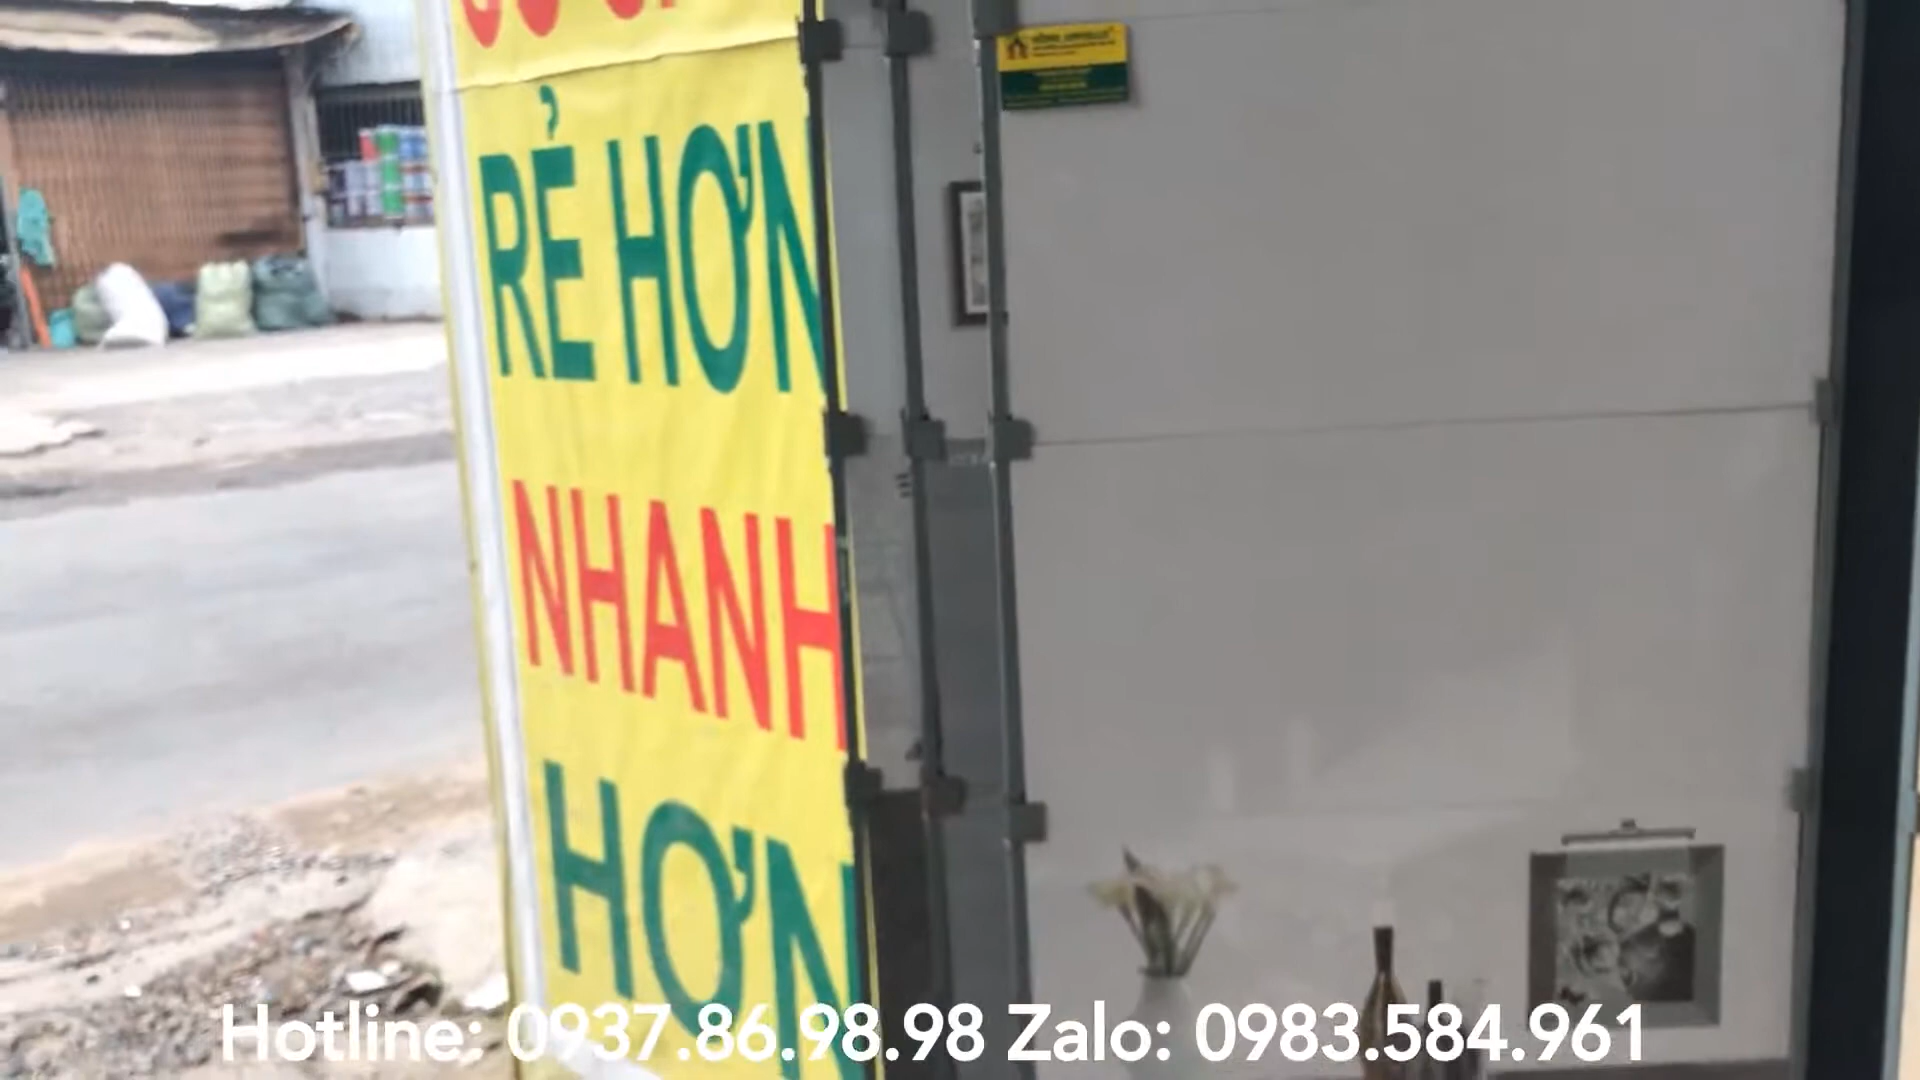 RẺ HƠN
NHANH
HƠN
Hotline: 0937.86.98.98 Zalo: 0983.584.961